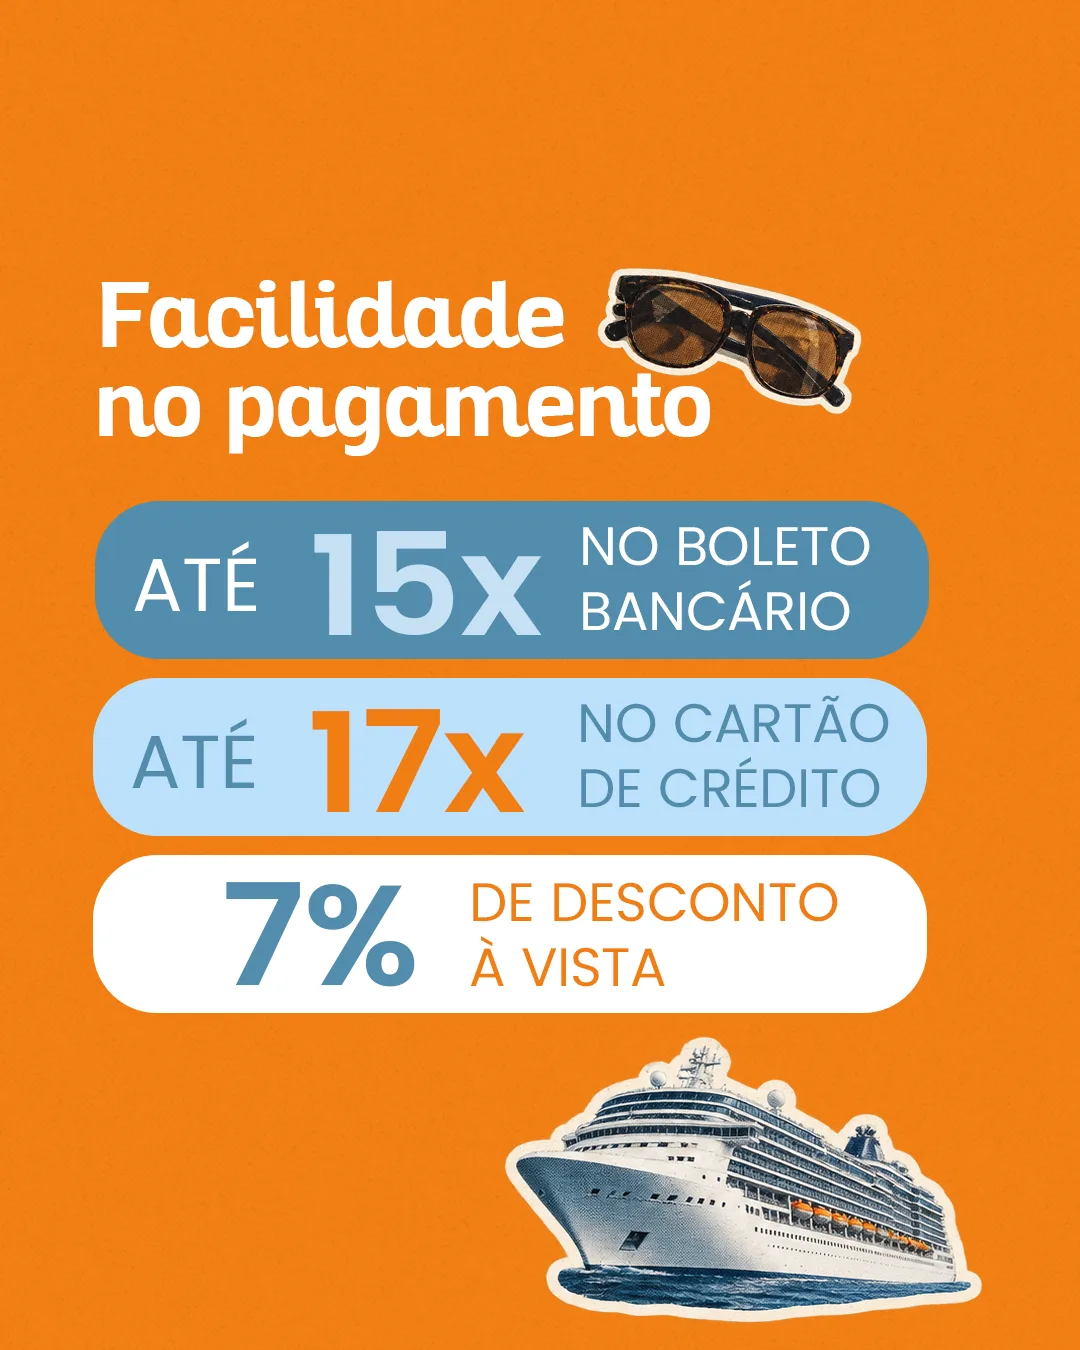 Facilidade
no pagamento
ATÉ 15x NO BOLETO
BANCÁRIO
ATÉ 17x NO CARTÃO
DE CRÉDITO
7% DE DESCONTO
À VISTA